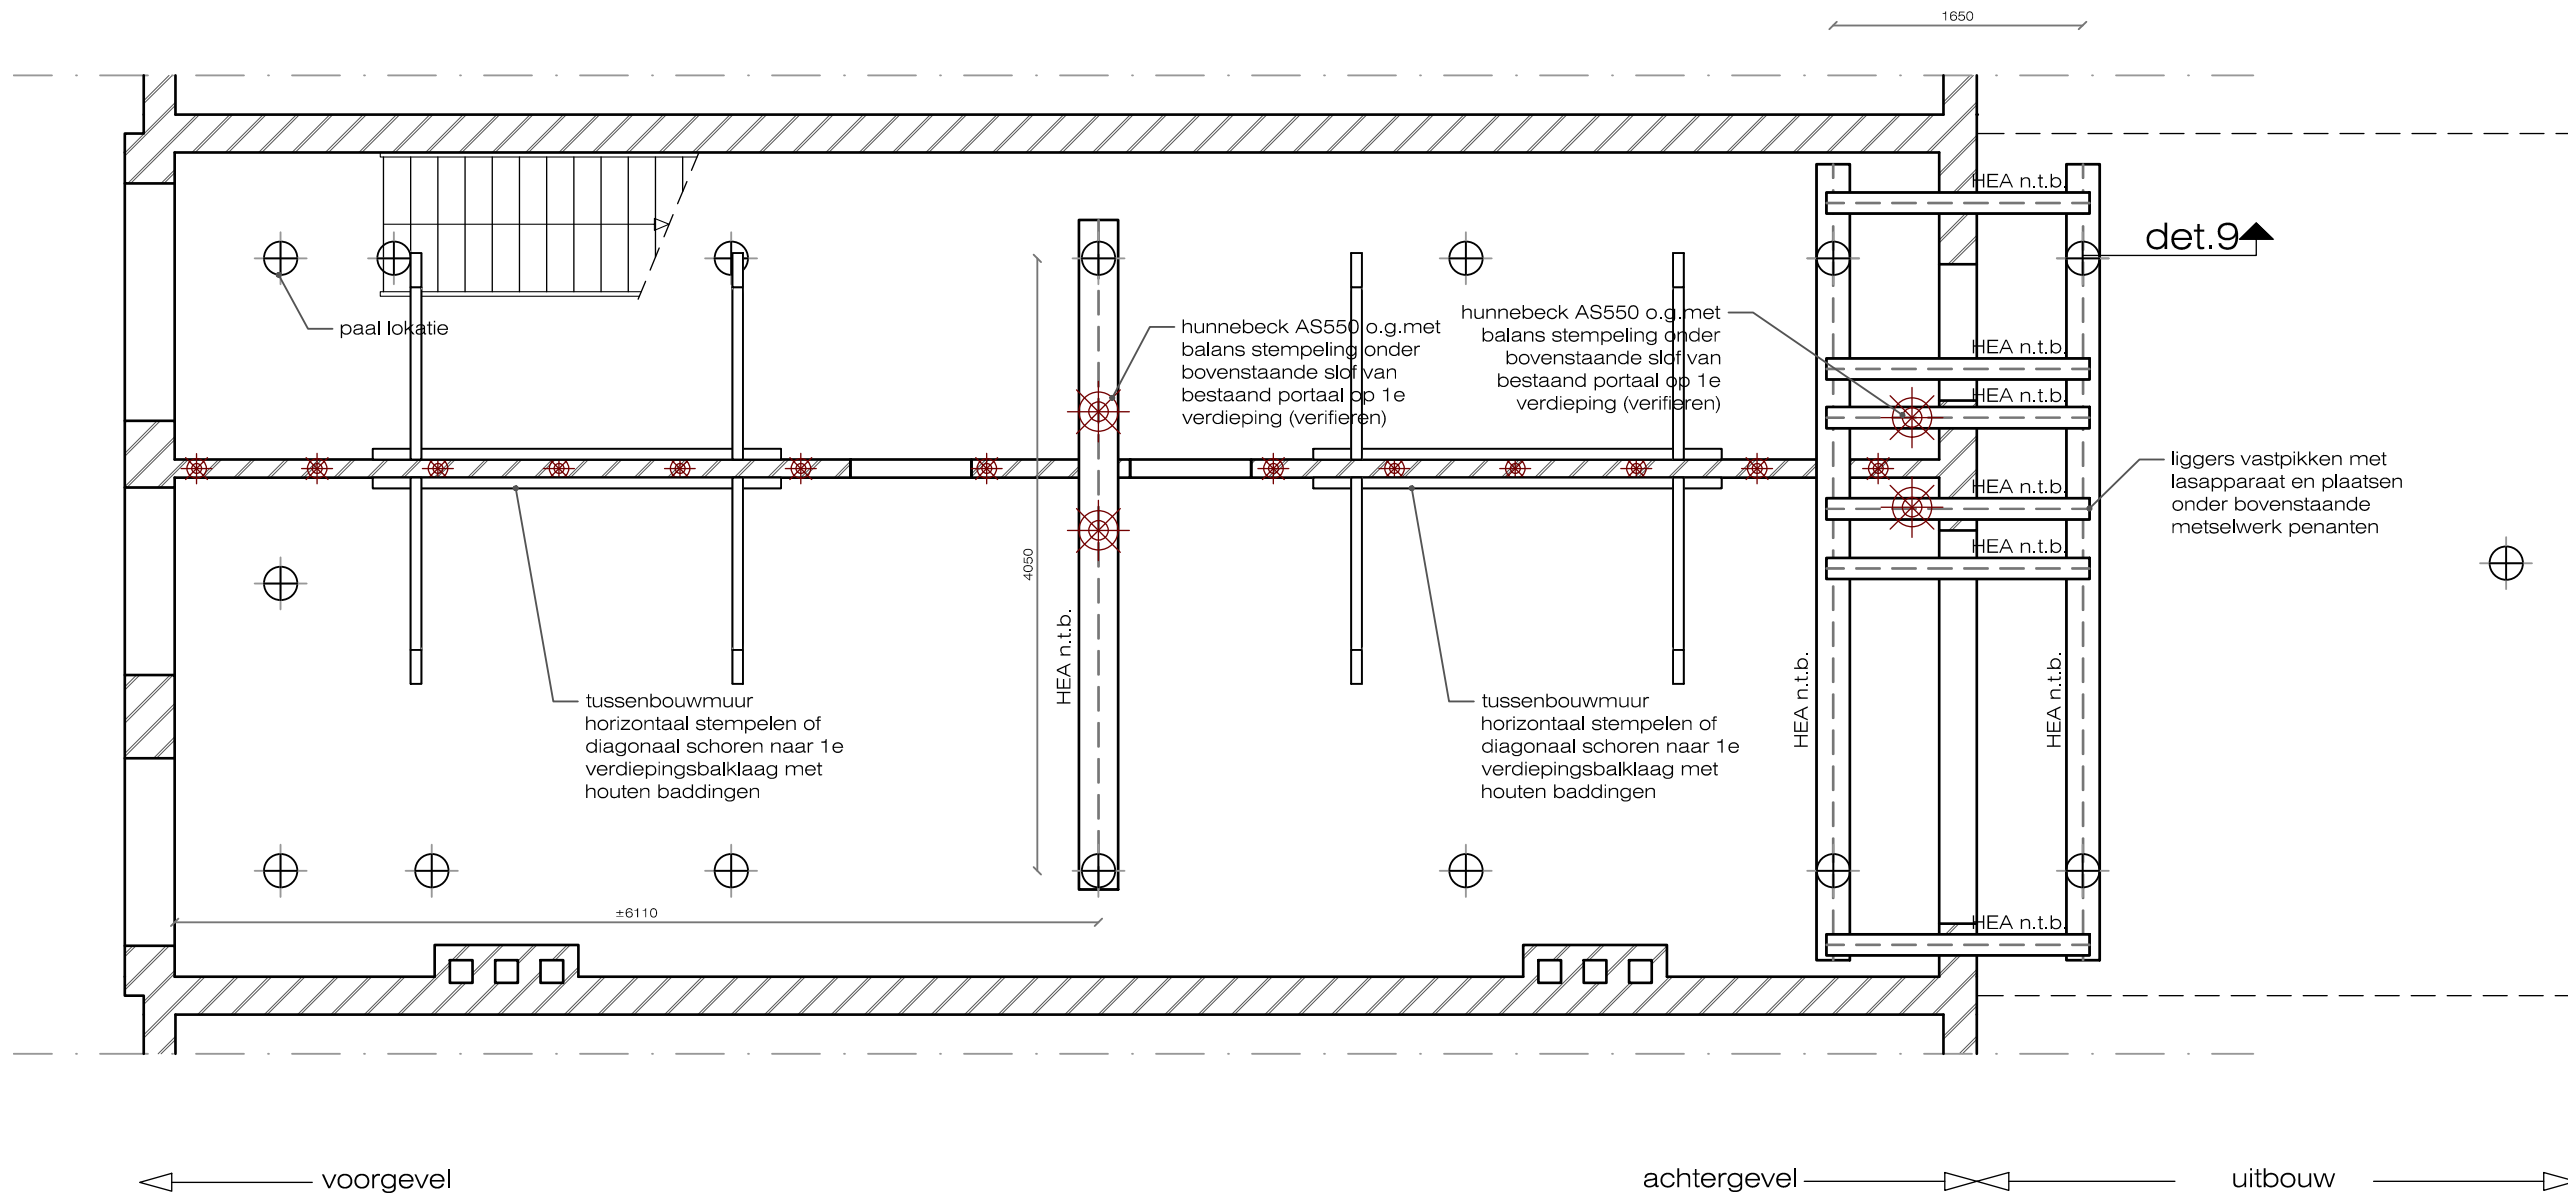 1650
HEA n.t.b.
det.9
paal lokatie
hunnebeck AS550 o.g.met
balans stempeling onder
bovenstaande slof van
bestaand portaal op 1e
verdieping (verifieren)
hunnebeck AS550 o.g.met
balans stempeling onder
bovenstaande slof van
bestaand portaal op 1e
verdieping (verifieren)
HEA n.t.b.
HEA n.t.b.
HEA n.t.b.
HEA n.t.b.
liggers vastpikken met
lasapparaat en plaatsen
onder bovenstaande
metselwerk penanten
4050
HEA n.t.b.
HEA n.t.b.
HEA n.t.b.
tussenbouwmuur
horizontaal stempelen of
diagonaal schoren naar 1e
verdiepingsbalklaag met
houten baddingen
tussenbouwmuur
horizontaal stempelen of
diagonaal schoren naar 1e
verdiepingsbalklaag met
houten baddingen
±6110
HEA n.t.b.
voorgevel
achtergevel
uitbouw